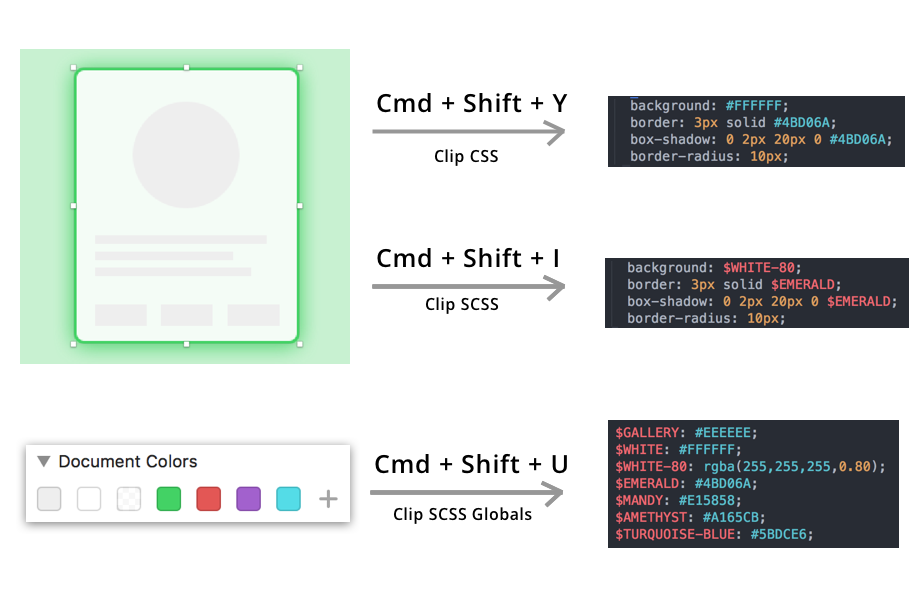 Cmd + Shift + Y
Clip CSS
background: #FFFFFF;
border: 3px solid #4BD06A;
box-shadow: 0 2px 20px 0 #4BD06A;
border-radius: 10px;
Cmd + Shift + I
Clip SCSS
background: $WHITE-80;
border: 3px solid $EMERALD;
box-shadow: 0 2px 20px 0 $EMERALD;
border-radius: 10px;
Document Colors
Cmd + Shift + U
Clip SCSS Globals
$GALLERY: #EEEEEE;
$WHITE: #FFFFFF;
$WHITE-80: rgba(255,255,255,0.80);
$EMERALD: #4BD06A;
$MANDY: #E15858;
$AMETHYST: #A165CB;
$TURQUOISE-BLUE: #5BDCE6;